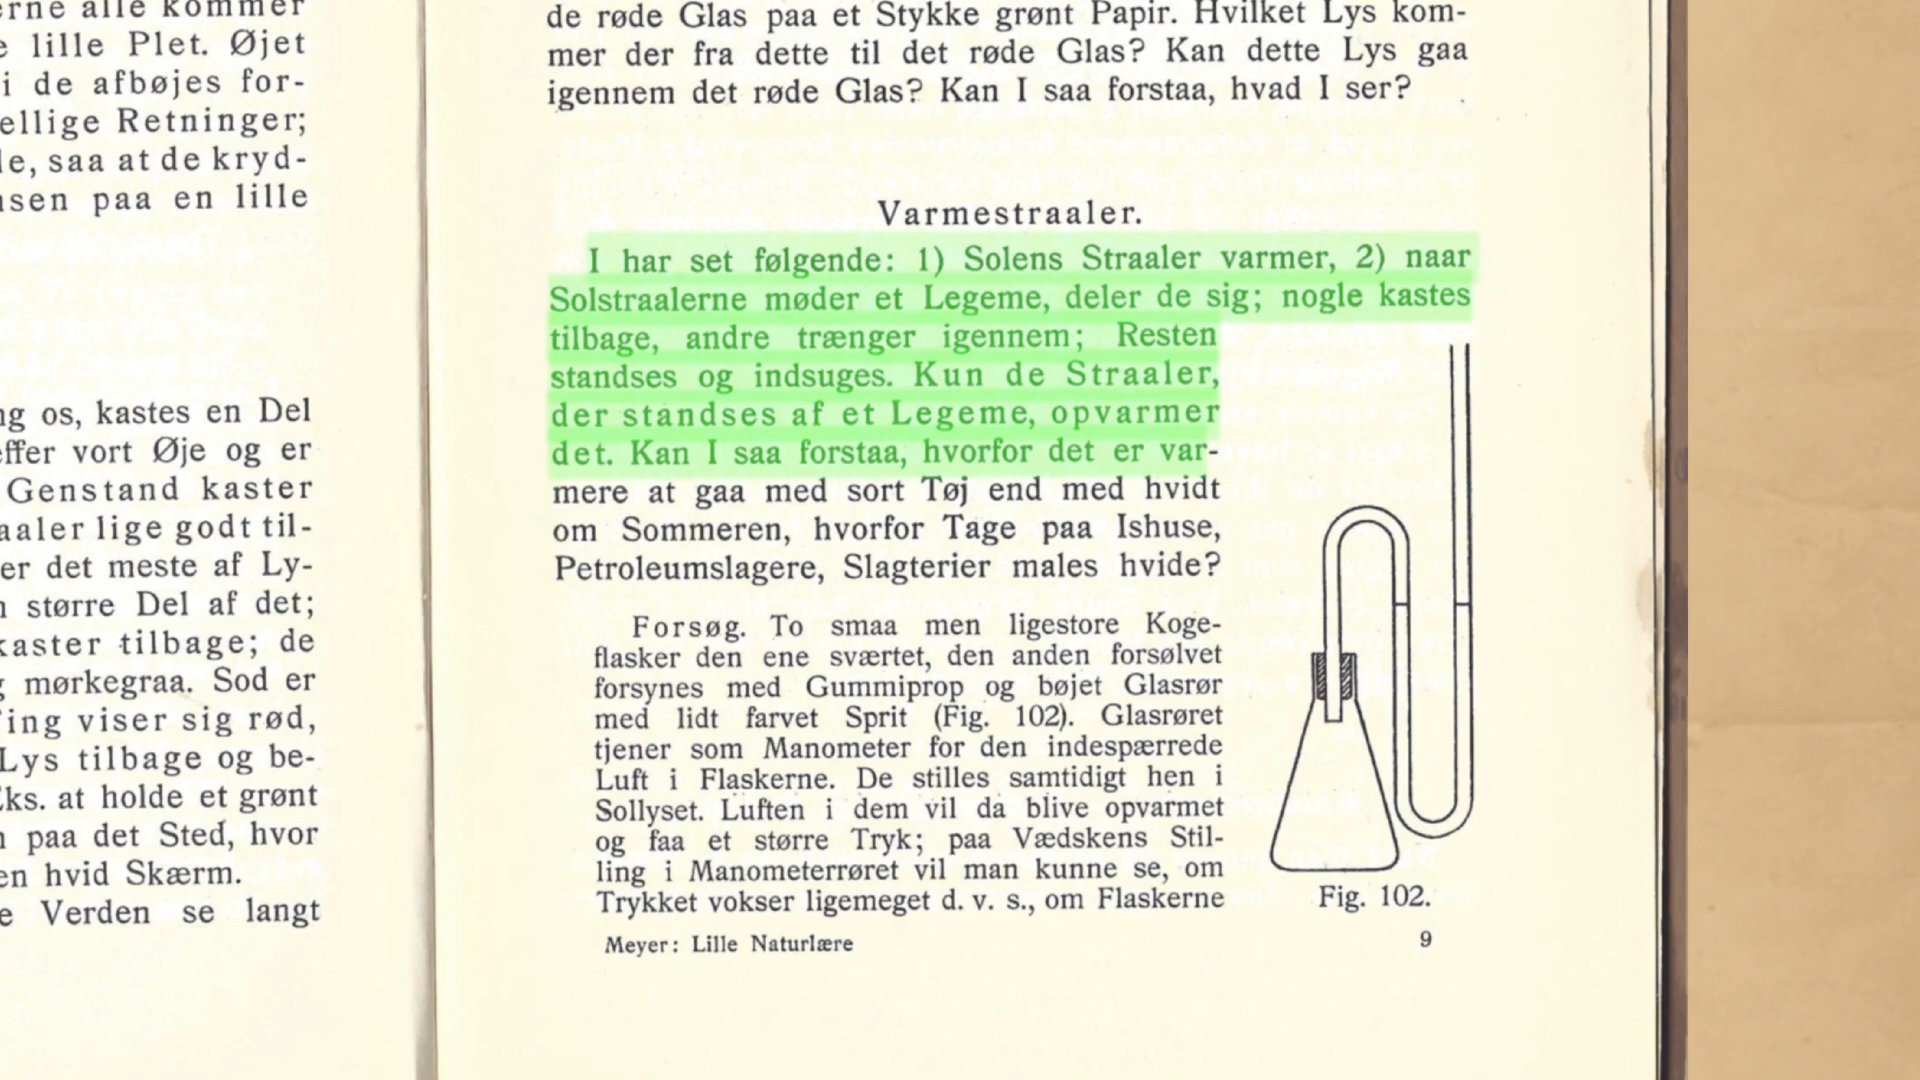 erne alle kommer
e lille Plet. Øjet
i de afbøjes for-
ellige Retninger;
le, saa at de kryd-
nsen paa en lille
ng os, kastes en Del
effer vort Øje og er
Genstand kaster
aaler lige godt til-
er det meste af Ly-
n større Del af det;
kaster tilbage; de
g mørkegraa. Sod er
ing viser sig rød,
Lys tilbage og be-
Eks. at holde et grønt
n paa det Sted, hvor
en hvid Skærm.
e Verden se langt
de røde Glas paa et Stykke grønt Papir. Hvilket Lys kom-
mer der fra dette til det røde Glas? Kan dette Lys gaa
igennem det røde Glas? Kan I saa forstaa, hvad I ser?
Varmestraaler.
I har set følgende: 1) Solens Straaler varmer, 2) naar
Solstraalerne møder et Legeme, deler de sig; nogle kastes
tilbage, andre trænger igennem; Resten
standses og indsuges. Kun de Straaler,
der standses af et Legeme, opvarmer
det. Kan I saa forstaa, hvorfor det er var-
mere at gaa med sort Tøj end med hvidt
om Sommeren, hvorfor Tage paa Ishuse,
Petroleumslagere, Slagterier males hvide?
Forsøg. To smaa men ligestore Koge-
flasker den ene sværtet, den anden forsølvet
forsynes med Gummiprop og bøjet Glasrør
med lidt farvet Sprit (Fig. 102). Glasrøret
tjener som Manometer for den indespærrede
Luft i Flaskerne. De stilles samtidigt hen i
Sollyset. Luften i dem vil da blive opvarmet
og faa et større Tryk; paa Vædskens Stil-
ling i Manometerrøret vil man kunne se, om
Trykket vokser ligemeget d. v. s., om Flaskerne
Fig. 102.
Meyer: Lille Naturlære 9